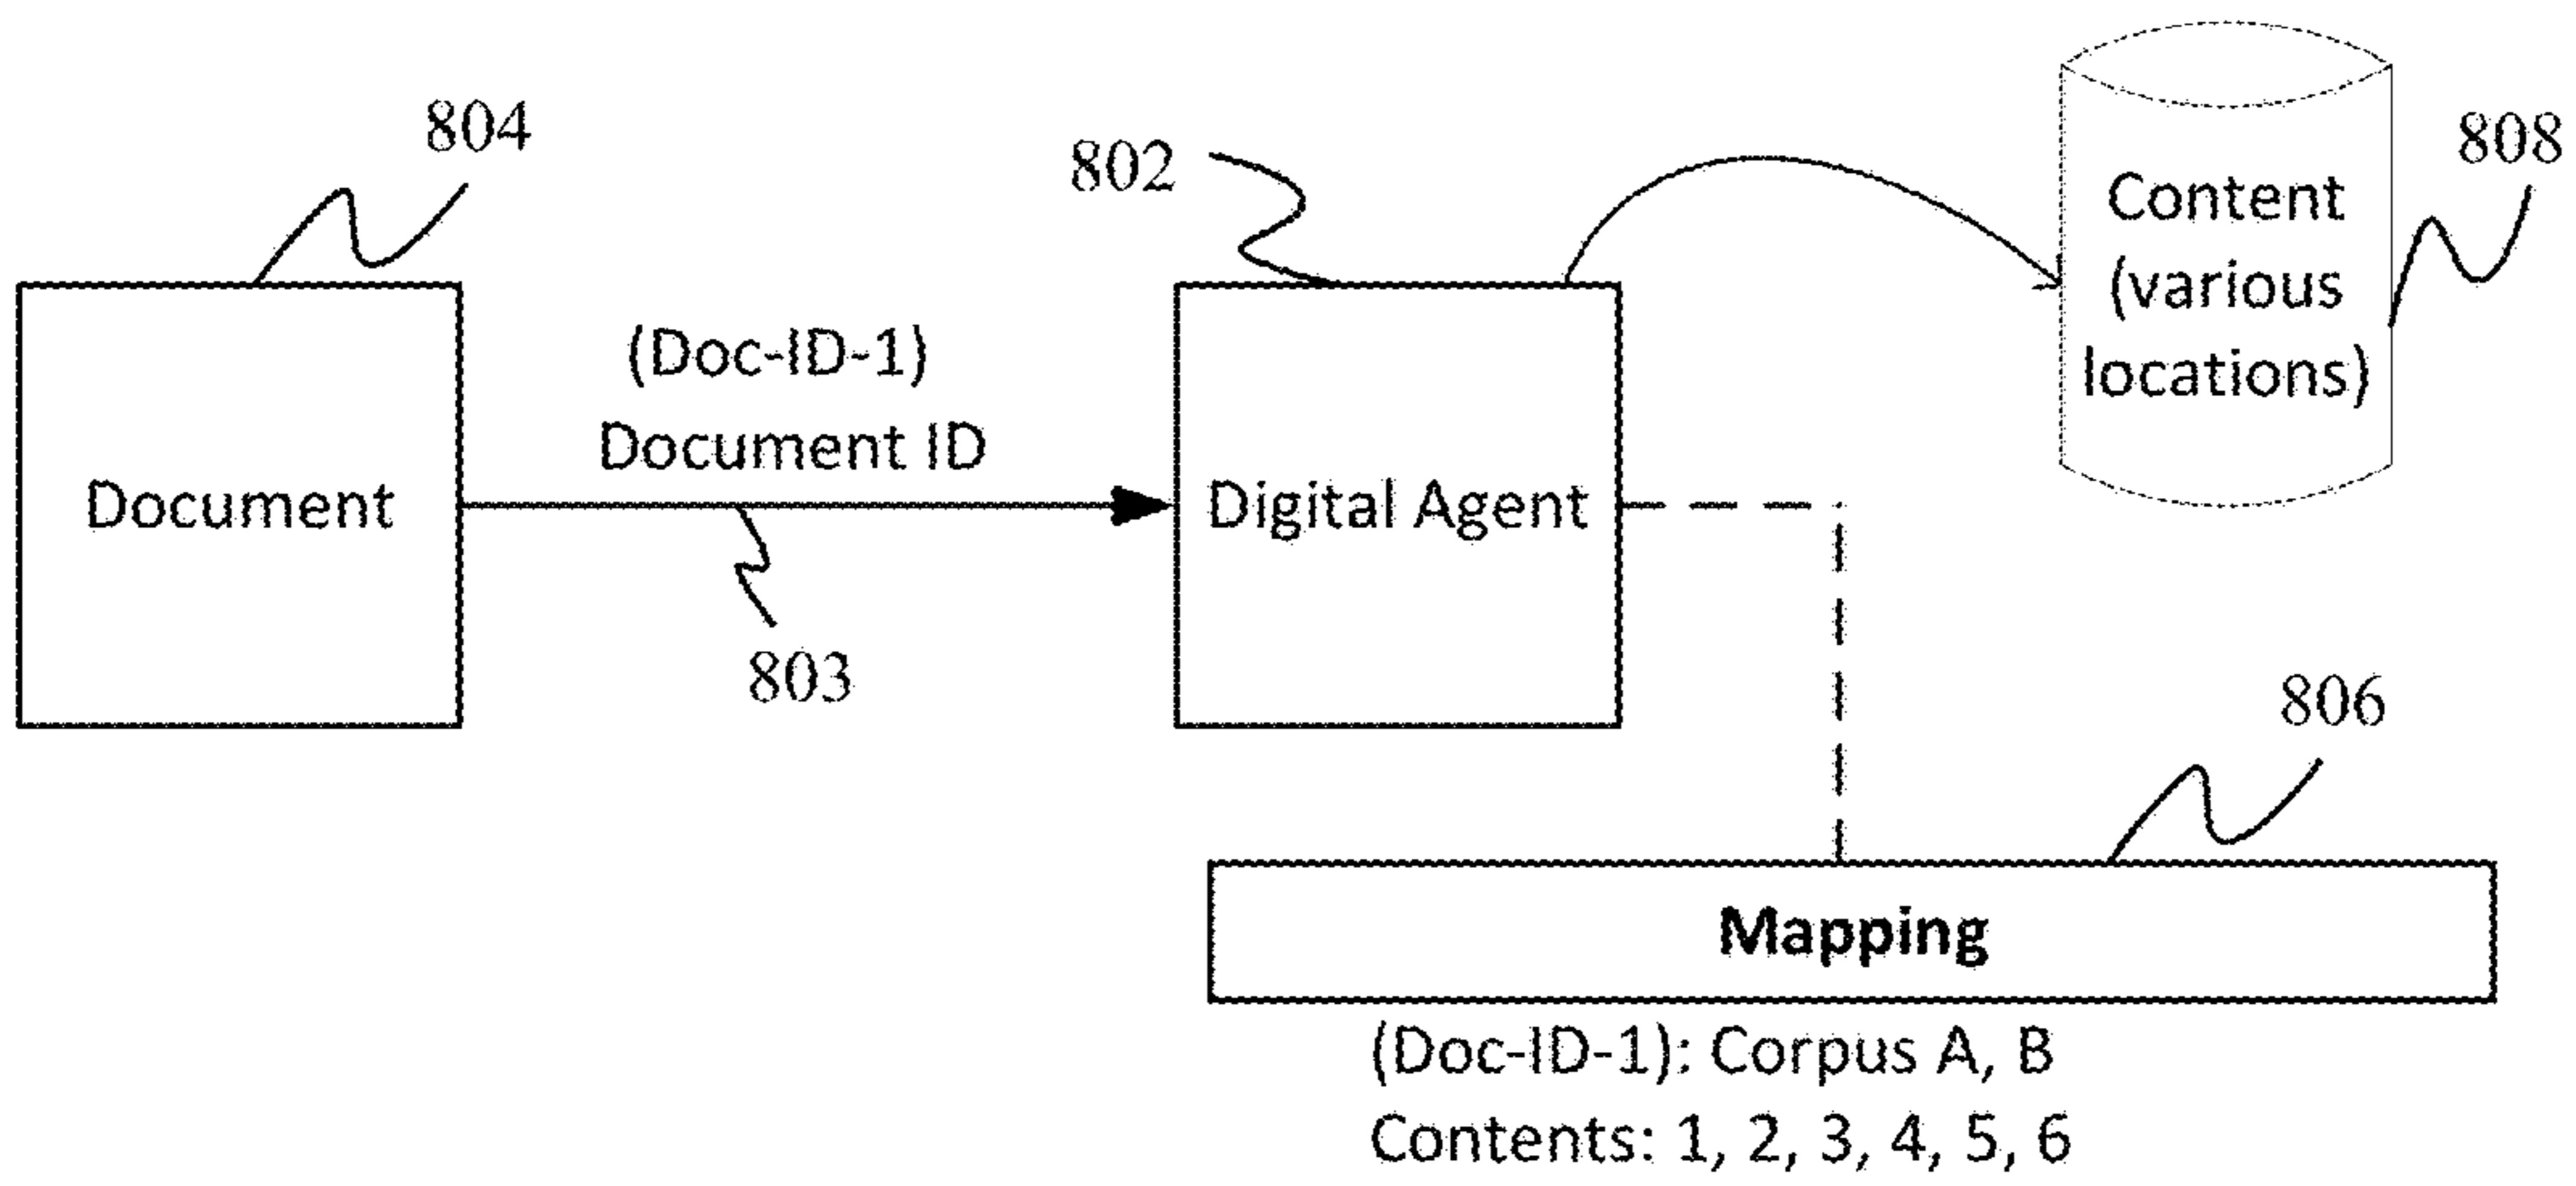 804
802
808
Content
(various
locations)
(Doc-ID-1)
Document ID
Document
Digital Agent
803
806
Mapping
(Doc-ID-1): Corpus A, B
Contents: 1, 2, 3, 4, 5, 6